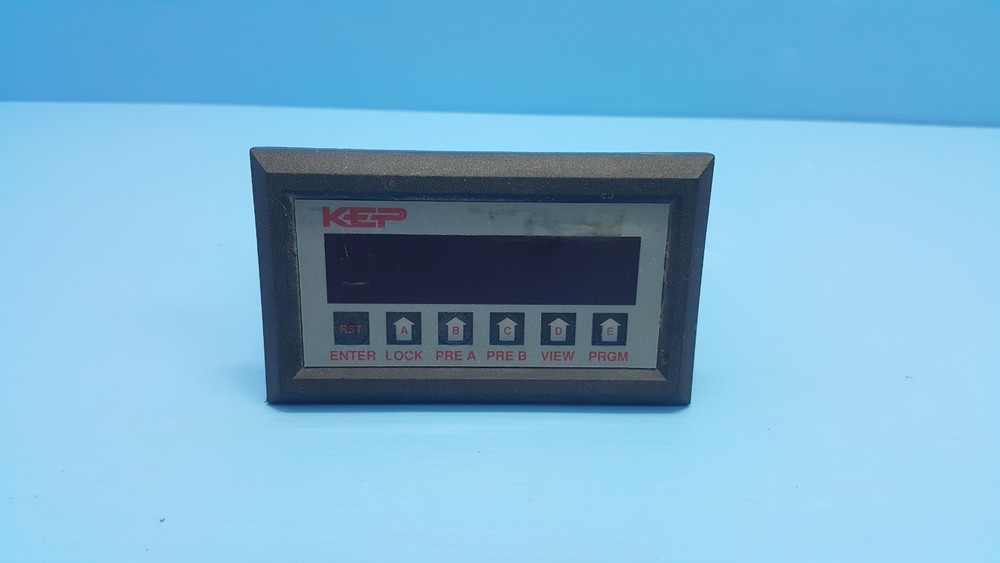 KEP
RST A B C D E
ENTER LOCK PRE A PRE B VIEW PRGM